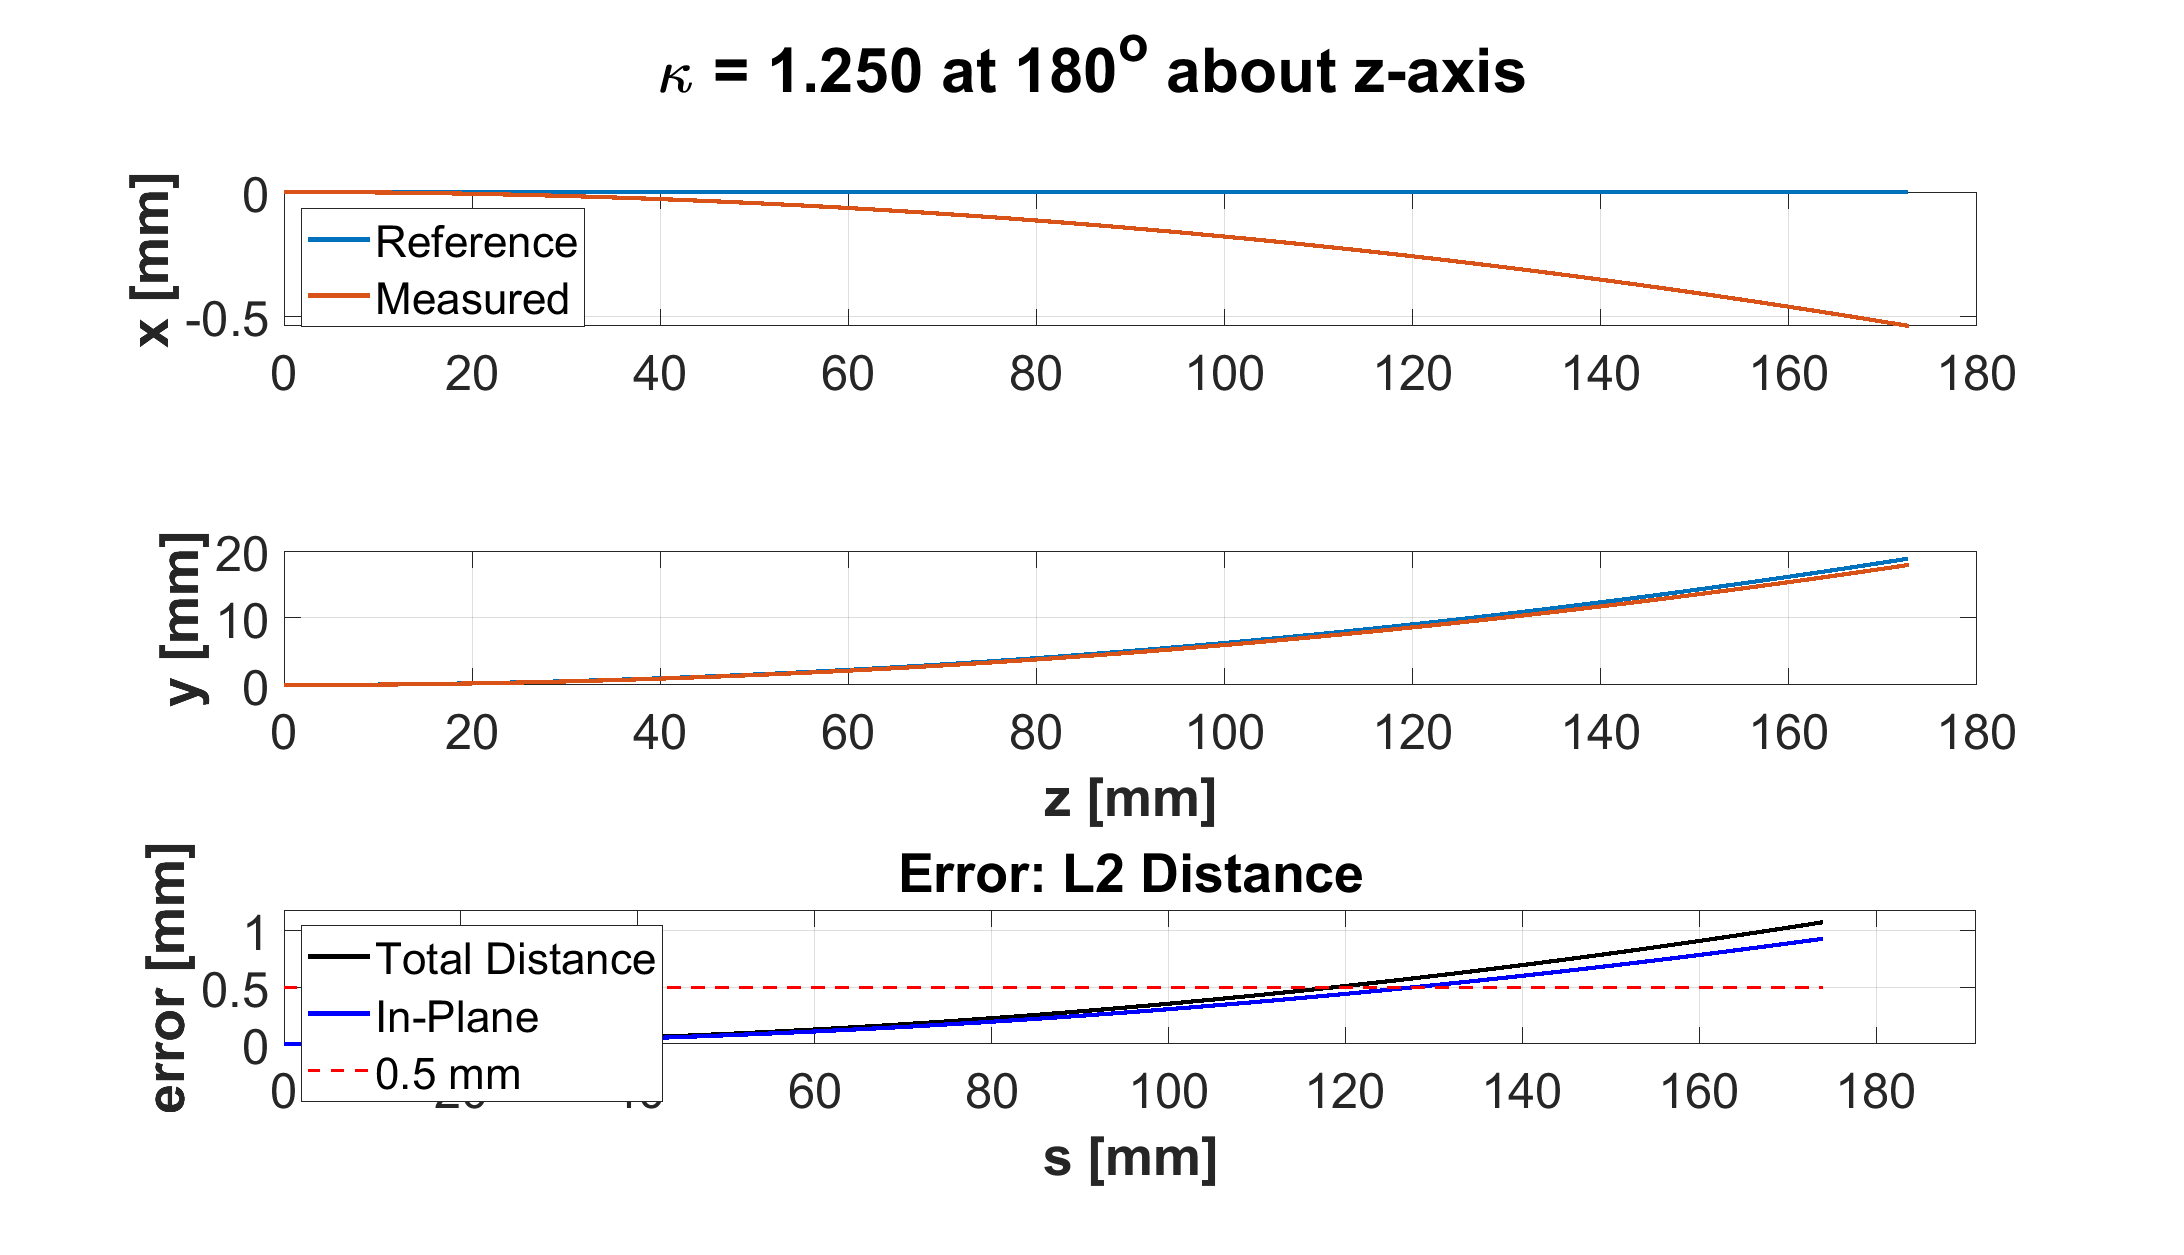 κ = 1.250 at 180° about z-axis
x [mm]
0
-0.5
Reference
Measured
0 20 40 60 80 100 120 140 160 180
y [mm]
20
10
0
0 20 40 60 80 100 120 140 160 180
z [mm]
Error: L2 Distance
error [mm]
1
0.5
0
Total Distance
In-Plane
0.5 mm
0 60 80 100 120 140 160 180
s [mm]